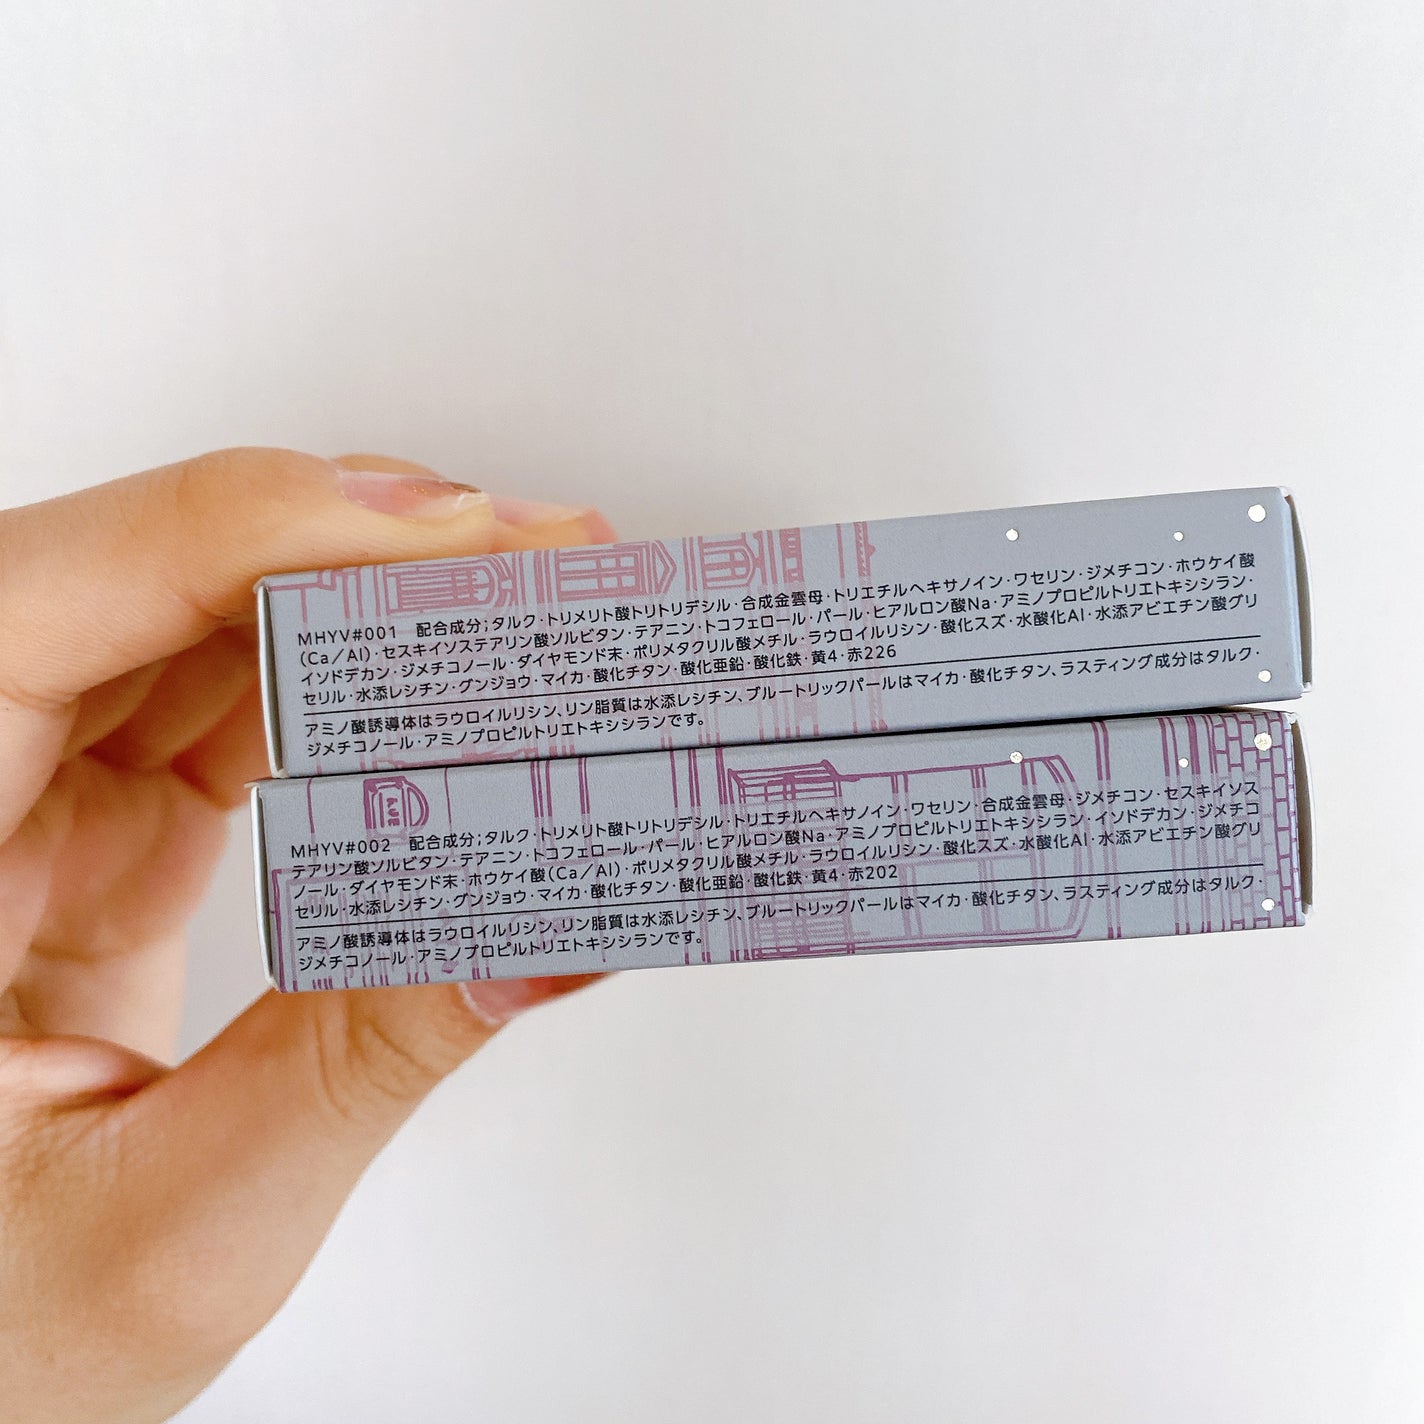 MHYV#001 配合成分;タルク・トリメリト酸トリトリデシル・合成金雲母・トリエチルヘキサノイン・ワセリン・ジメチコン・ホウケイ酸
(Ca/Al)・セスキイソステアリン酸ソルビタン・テアニン・トコフェロール・パール・ヒアルロン酸Na・アミノプロピルトリエトキシシラン・
イソドデカン・ジメチコノール・ダイヤモンド末・ポリメタクリル酸メチル・ラウロイルリシン・酸化スズ・水酸化Al・水添アビエチン酸グリ
セリル・水添レシチン・グンジョウ・マイカ・酸化チタン・酸化亜鉛・酸化鉄・黄4・赤226
アミノ酸誘導体はラウロイルリシン、リン脂質は水添レシチン、ブルートリックパールはマイカ・酸化チタン、ラスティング成分はタルク・
ジメチコノール・アミノプロピルトリエトキシシランです。
MHYV#002 配合成分;タルク・トリメリト酸トリトリデシル・トリエチルヘキサノイン・ワセリン・合成金雲母・ジメチコン・セスキイソス
テアリン酸ソルビタン・テアニン・トコフェロール・パール・ヒアルロン酸Na・アミノプロピルトリエトキシシラン・イソドデカン・ジメチコ
ノール・ダイヤモンド末・ホウケイ酸(Ca/Al)・ポリメタクリル酸メチル・ラウロイルリシン・酸化スズ・水酸化Al・水添アビエチン酸グリ
セリル・水添レシチン・グンジョウ・マイカ・酸化チタン・酸化亜鉛・酸化鉄・黄4・赤202
アミノ酸誘導体はラウロイルリシン、リン脂質は水添レシチン、ブルートリックパールはマイカ・酸化チタン、ラスティング成分はタルク・
ジメチコノール・アミノプロピルトリエトキシシランです。